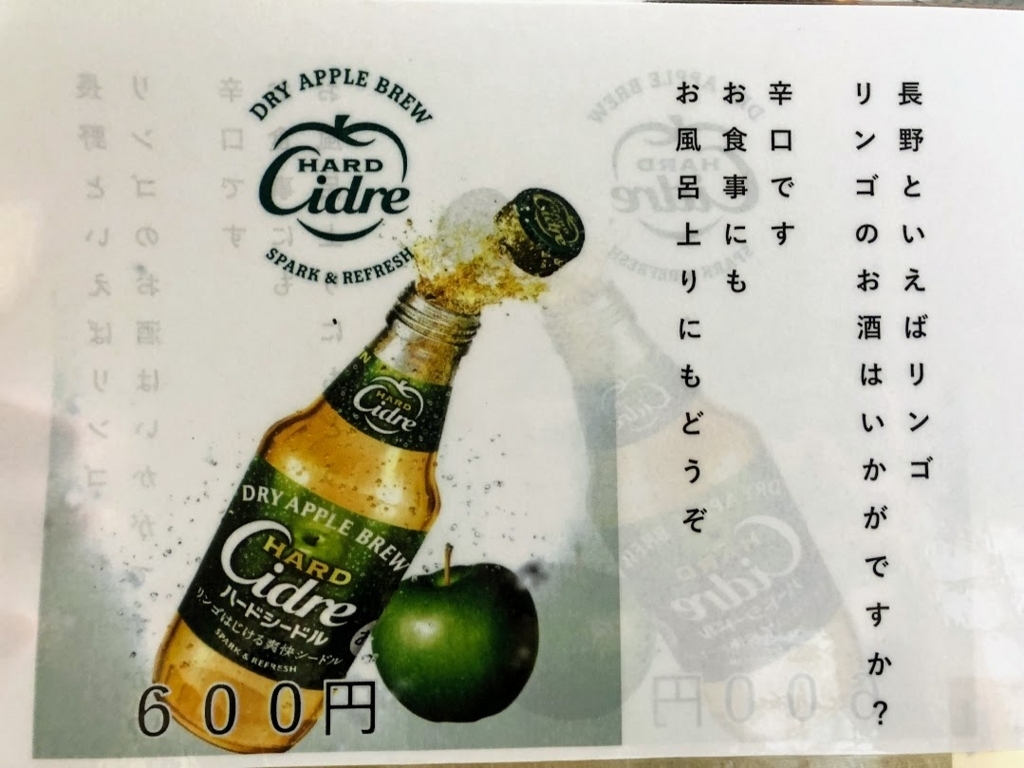 長野といえばリンゴ
リンゴのお酒はいかがですか？
辛口です
お食事にも
お風呂上りにもどうぞ
DRY APPLE BREW
HARD
Cidre
SPARK & REFRESH
Cidre
HARD
Cidre
DRY APPLE BREW
HARD
Cidre
ハードシードル
リンゴはじける爽快シードル
SPARK & REFRESH
600円